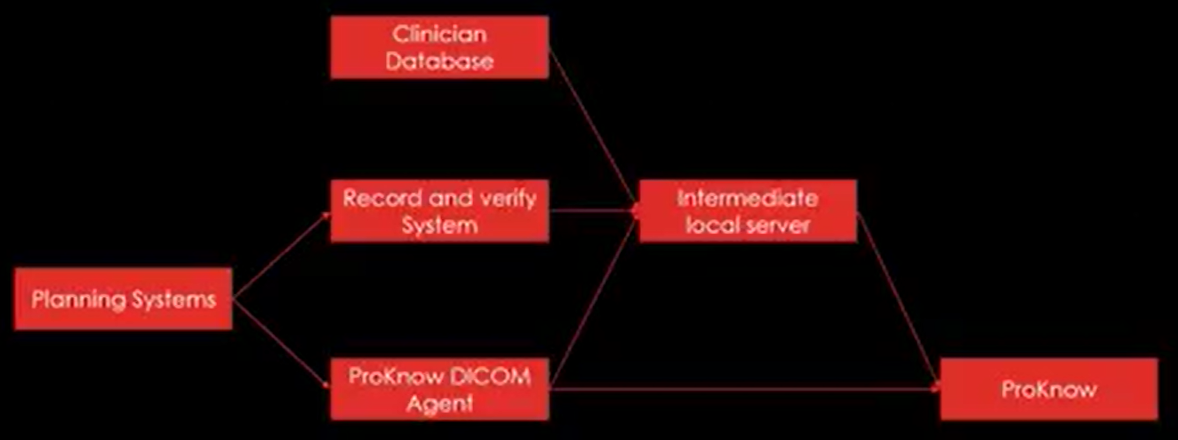 Clinician
Database
Record and verify
System
Intermediate
local server
Planning Systems
ProKnow DICOM
Agent
ProKnow